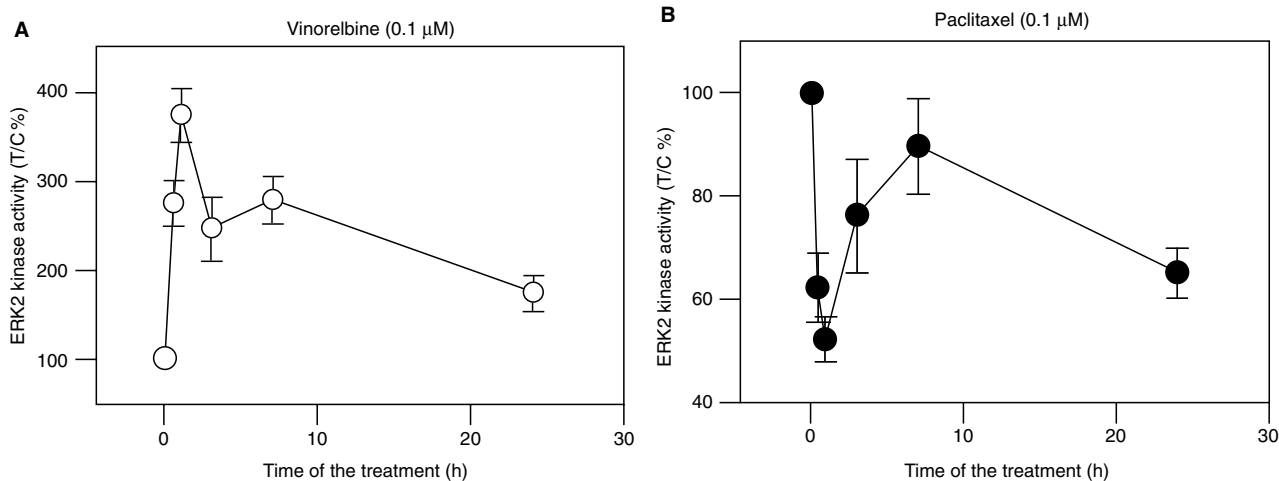 A
Vinorelbine (0.1 μM)
ERK2 kinase activity (T/C %)
400
300
200
100
0
10
20
30
Time of the treatment (h)
B
Paclitaxel (0.1 μM)
ERK2 kinase activity (T/C %)
100
80
60
40
0
10
20
30
Time of the treatment (h)